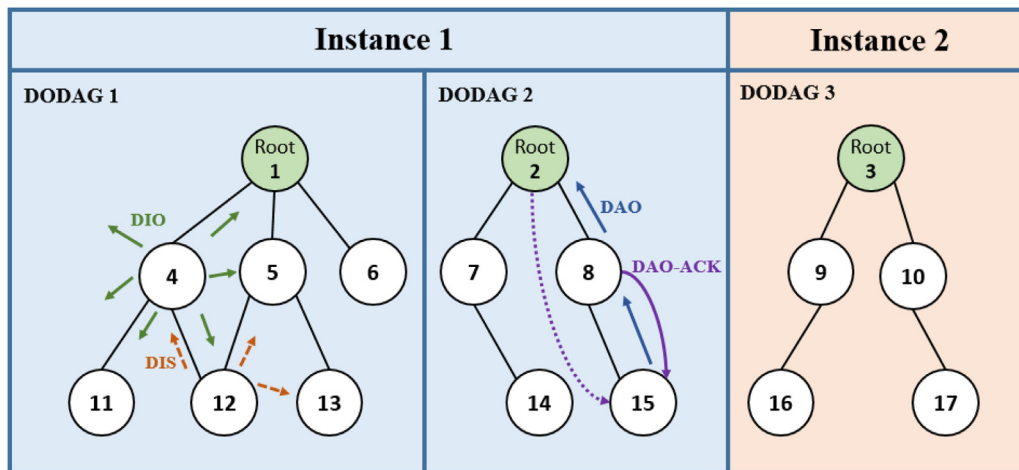 Instance 1
Instance 2
DODAG 1
DODAG 2
DODAG 3
Root
1
Root
2
Root
3
DIO
DAO
DAO-ACK
4
5
6
7
8
9
10
DIS
11
12
13
14
15
16
17